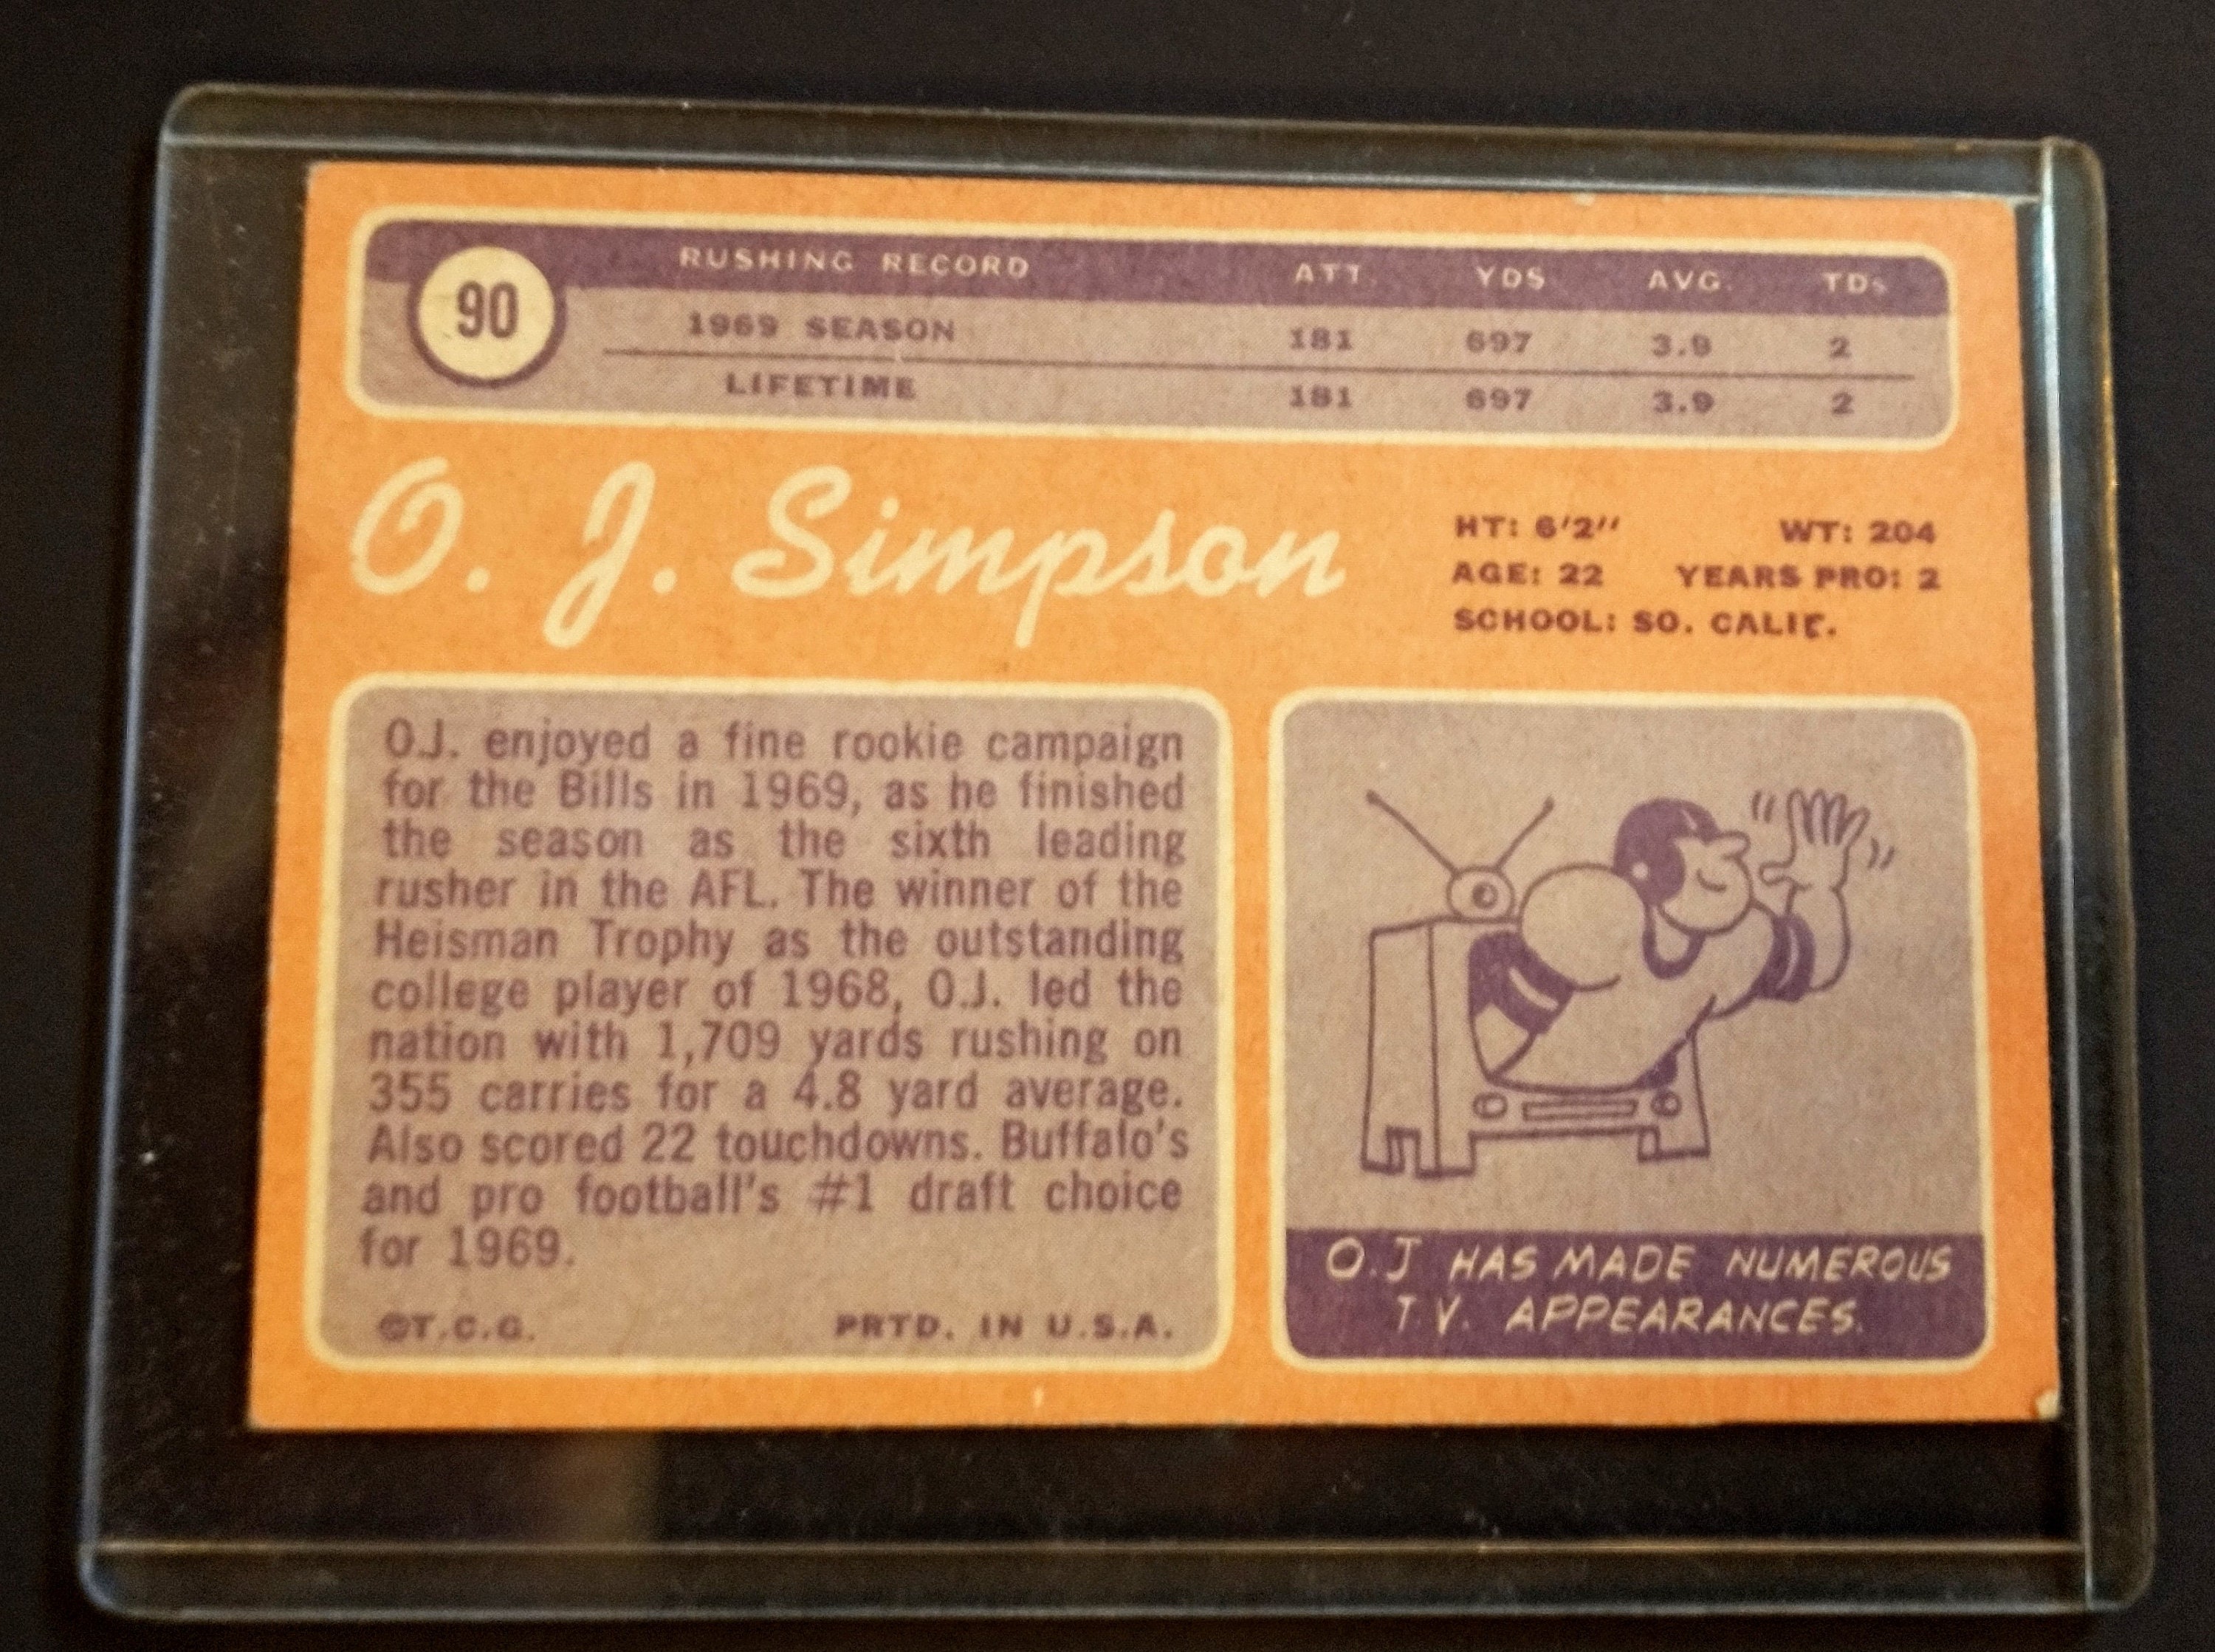 90
RUSHING RECORD ATT. YDS AVG. TDs
1969 SEASON 181 697 3.9 2
LIFETIME 181 697 3.9 2
O. J. Simpson
HT: 6'2" WT: 204
AGE: 22 YEARS PRO: 2
SCHOOL: SO. CALIF.
O.J. enjoyed a fine rookie campaign
for the Bills in 1969, as he finished
the season as the sixth leading
rusher in the AFL. The winner of the
Heisman Trophy as the outstanding
college player of 1968, O.J. led the
nation with 1,709 yards rushing on
355 carries for a 4.8 yard average.
Also scored 22 touchdowns. Buffalo's
and pro football's #1 draft choice
for 1969.
©T.C.G. PRTD. IN U.S.A.
O.J HAS MADE NUMEROUS
T.V. APPEARANCES.